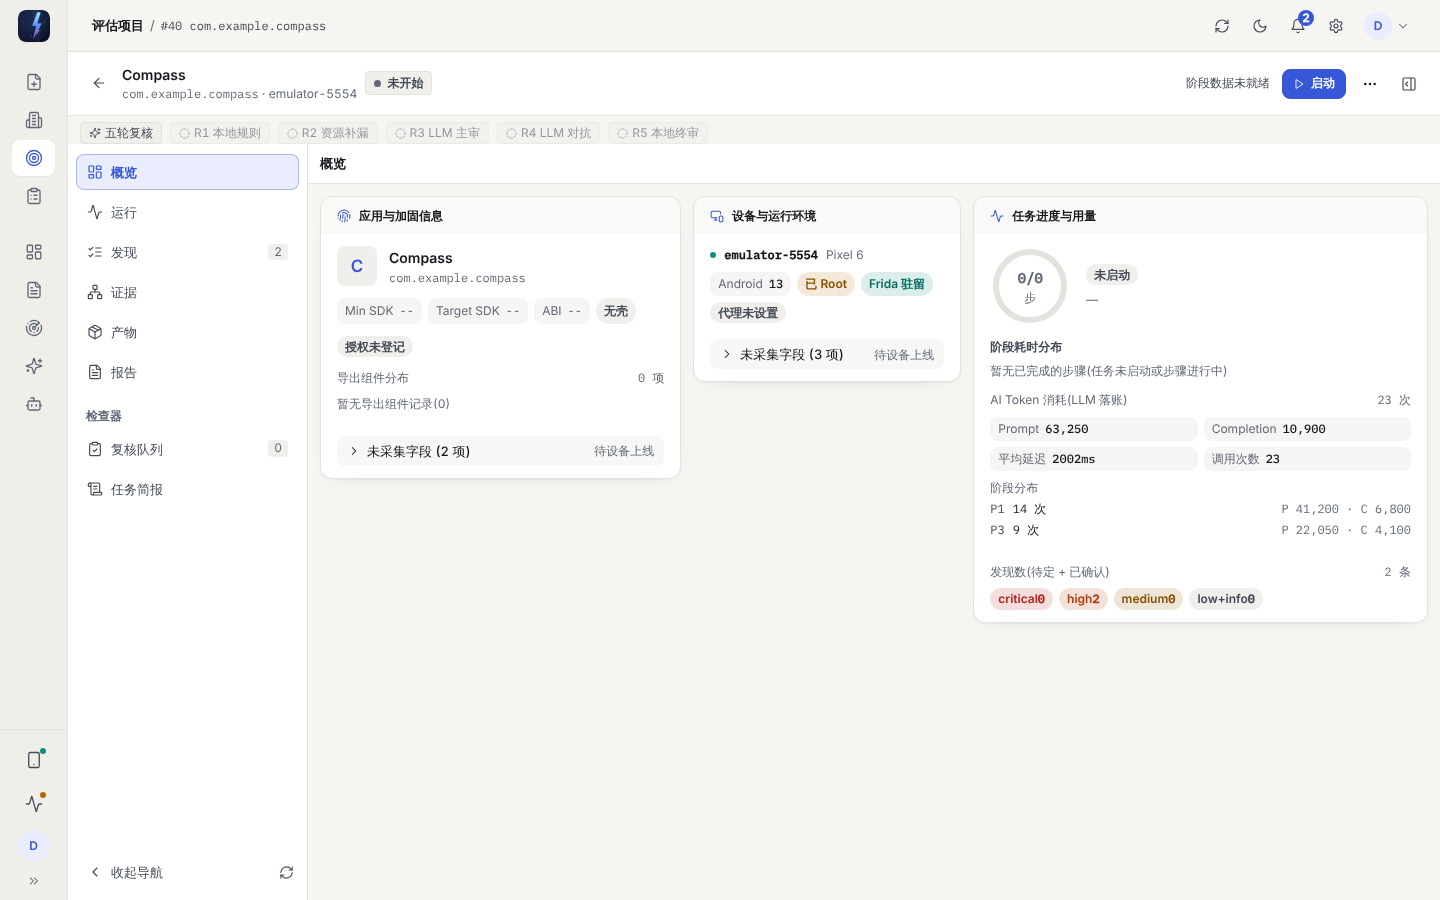 评估项目 / #40 com.example.compass
2
D
Compass
com.example.compass · emulator-5554
未开始
阶段数据未就绪
启动
五轮复核
R1 本地规则
R2 资源补漏
R3 LLM 主审
R4 LLM 对抗
R5 本地终审
概览
运行
发现 2
证据
产物
报告
检查器
复核队列 0
任务简报
收起导航
D
概览
应用与加固信息
C
Compass
com.example.compass
Min SDK --
Target SDK --
ABI --
无壳
授权未登记
导出组件分布 0 项
暂无导出组件记录(0)
未采集字段 (2 项) 待设备上线
设备与运行环境
emulator-5554 Pixel 6
Android 13
已 Root
Frida 驻留
代理未设置
未采集字段 (3 项) 待设备上线
任务进度与用量
0/0
步
未启动
—
阶段耗时分布
暂无已完成的步骤(任务未启动或步骤进行中)
AI Token 消耗(LLM 落账) 23 次
Prompt 63,250
Completion 10,900
平均延迟 2002ms
调用次数 23
阶段分布
P1 14 次 P 41,200 · C 6,800
P3 9 次 P 22,050 · C 4,100
发现数(待定 + 已确认) 2 条
critical0
high2
medium0
low+info0